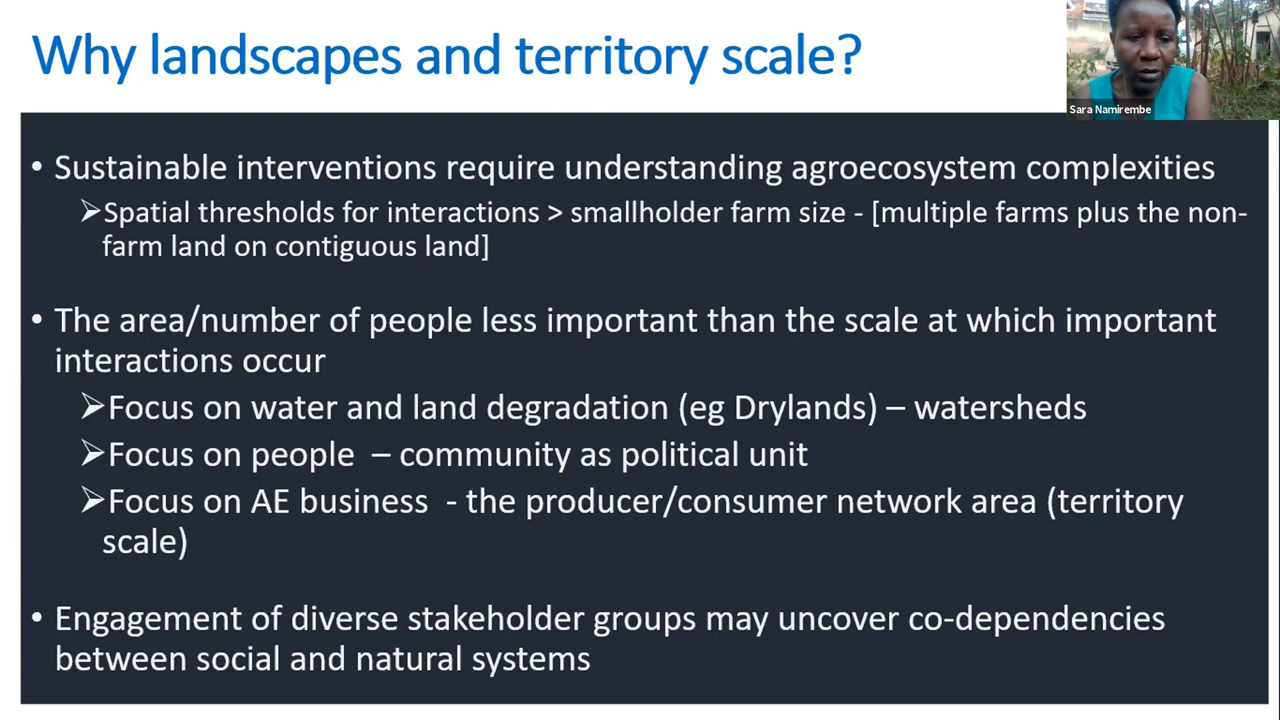 Why landscapes and territory scale?
Sara Namirembe
• Sustainable interventions require understanding agroecosystem complexities
➢Spatial thresholds for interactions > smallholder farm size - [multiple farms plus the non-
farm land on contiguous land]
• The area/number of people less important than the scale at which important
interactions occur
➢Focus on water and land degradation (eg Drylands) – watersheds
➢Focus on people – community as political unit
➢Focus on AE business - the producer/consumer network area (territory
scale)
• Engagement of diverse stakeholder groups may uncover co-dependencies
between social and natural systems